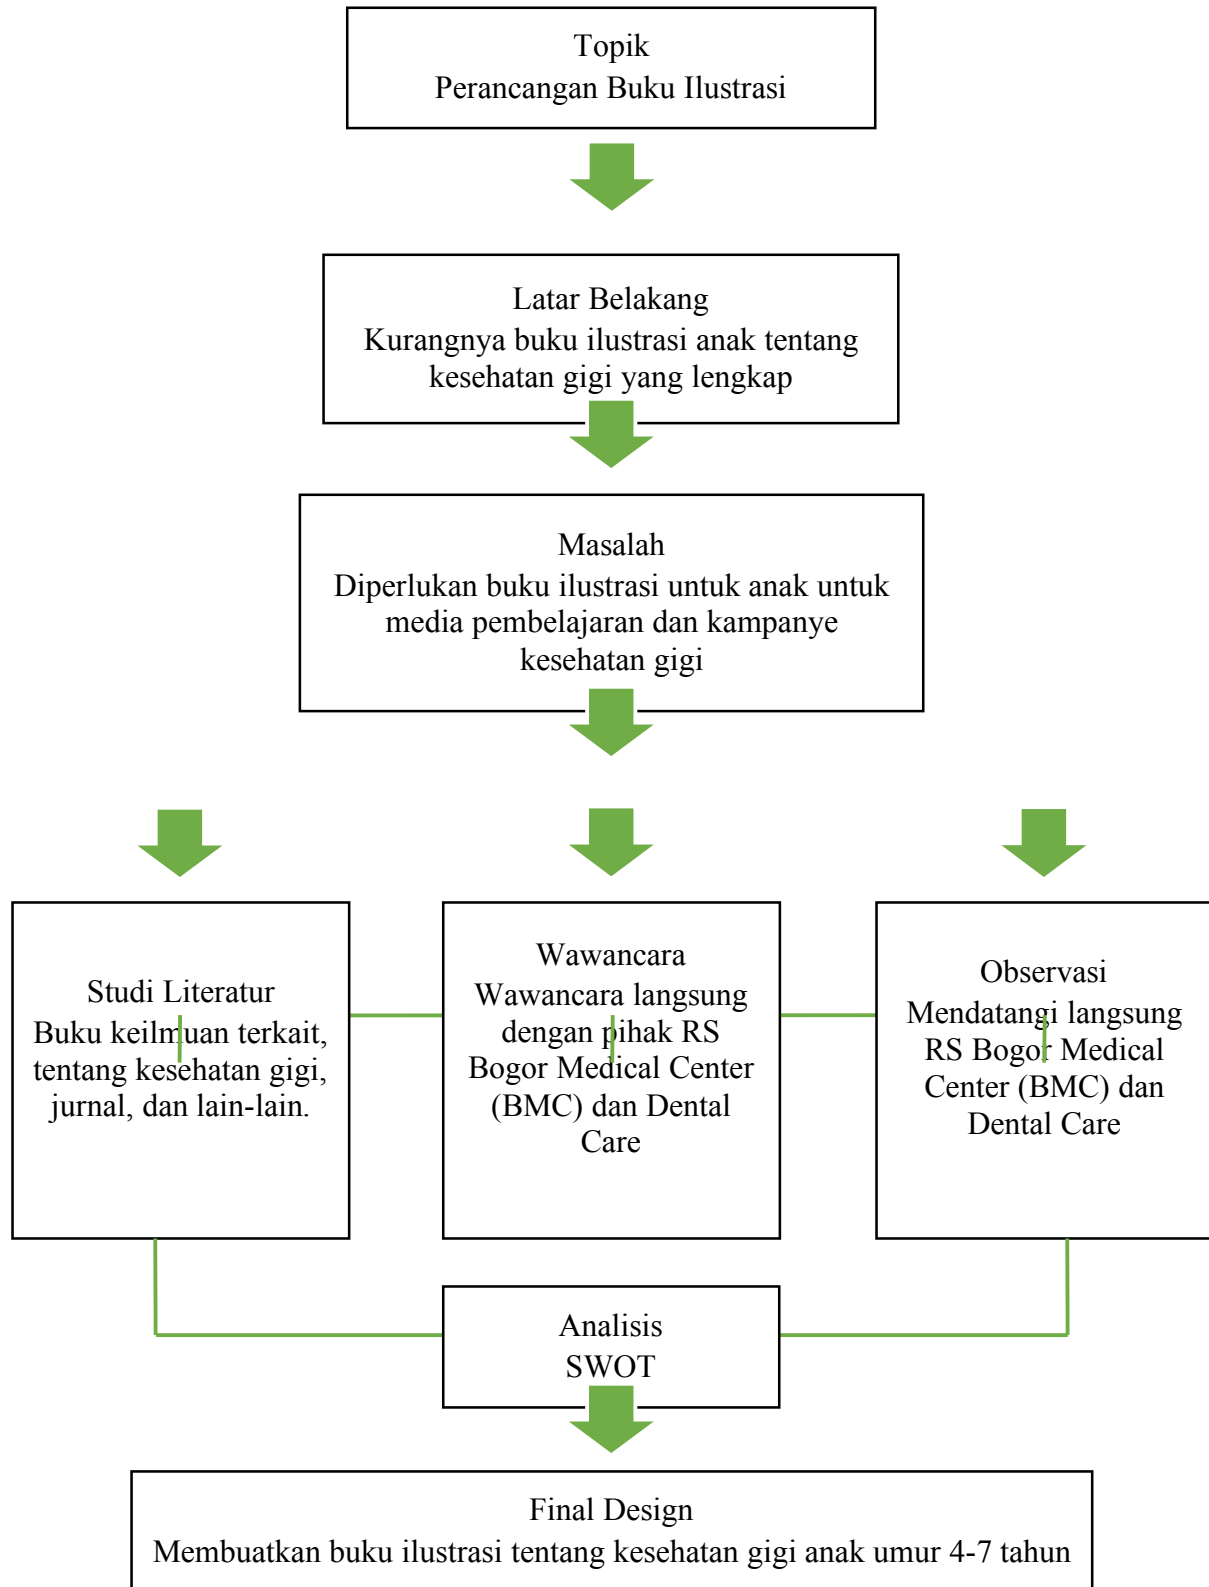 Topik
Perancangan Buku Ilustrasi
Latar Belakang
Kurangnya buku ilustrasi anak tentang
kesehatan gigi yang lengkap
Masalah
Diperlukan buku ilustrasi untuk anak untuk
media pembelajaran dan kampanye
kesehatan gigi
Studi Literatur
Buku keilmuan terkait,
tentang kesehatan gigi,
jurnal, dan lain-lain.
Wawancara
Wawancara langsung
dengan pihak RS
Bogor Medical Center
(BMC) dan Dental
Care
Observasi
Mendatangi langsung
RS Bogor Medical
Center (BMC) dan
Dental Care
Analisis
SWOT
Final Design
Membuatkan buku ilustrasi tentang kesehatan gigi anak umur 4-7 tahun